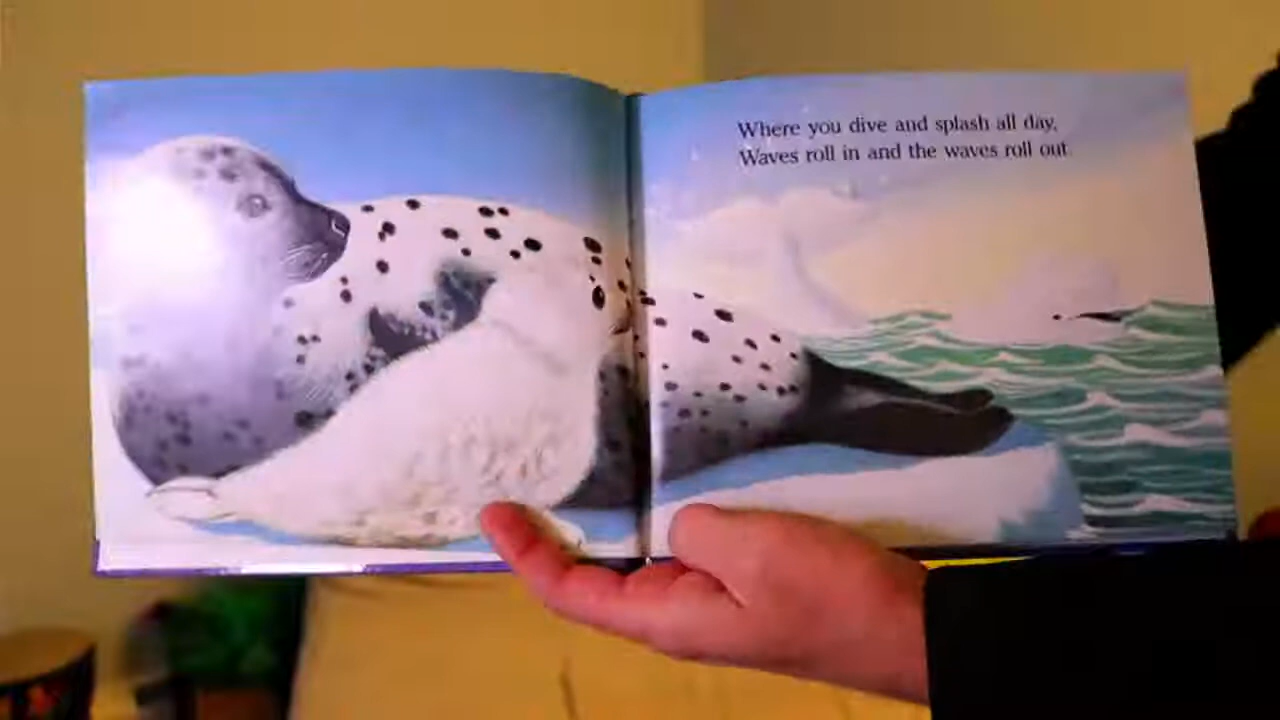 Where you dive and splash all day,
Waves roll in and the waves roll out